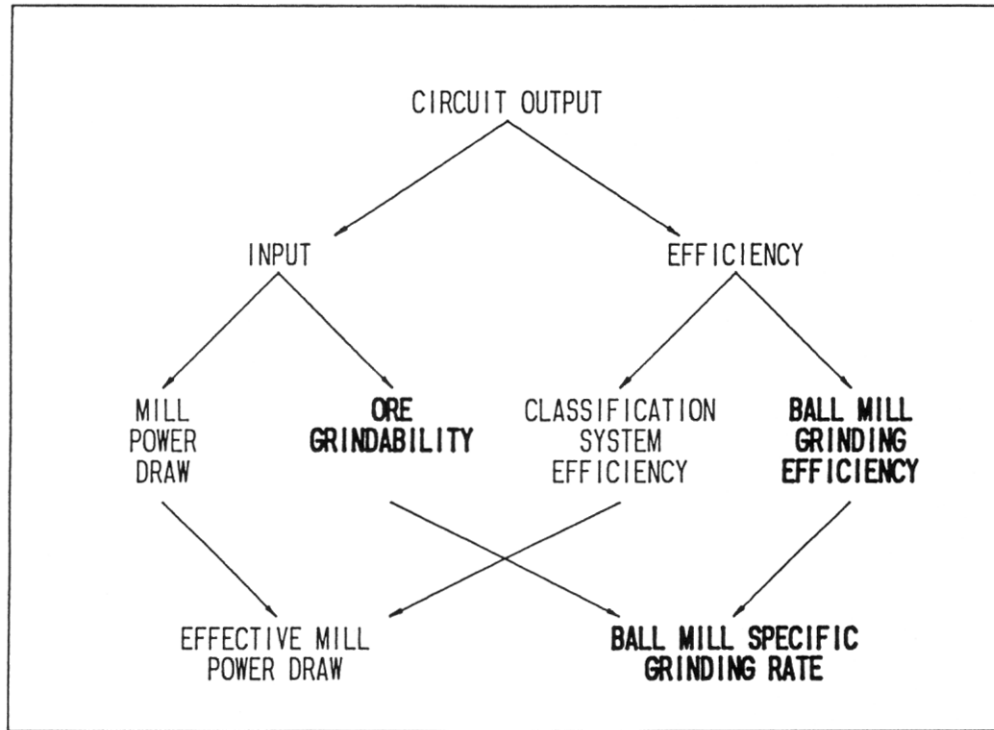 CIRCUIT OUTPUT
INPUT
EFFICIENCY
MILL
POWER
DRAW
ORE
GRINDABILITY
CLASSIFICATION
SYSTEM
EFFICIENCY
BALL MILL
GRINDING
EFFICIENCY
EFFECTIVE MILL
POWER DRAW
BALL MILL SPECIFIC
GRINDING RATE